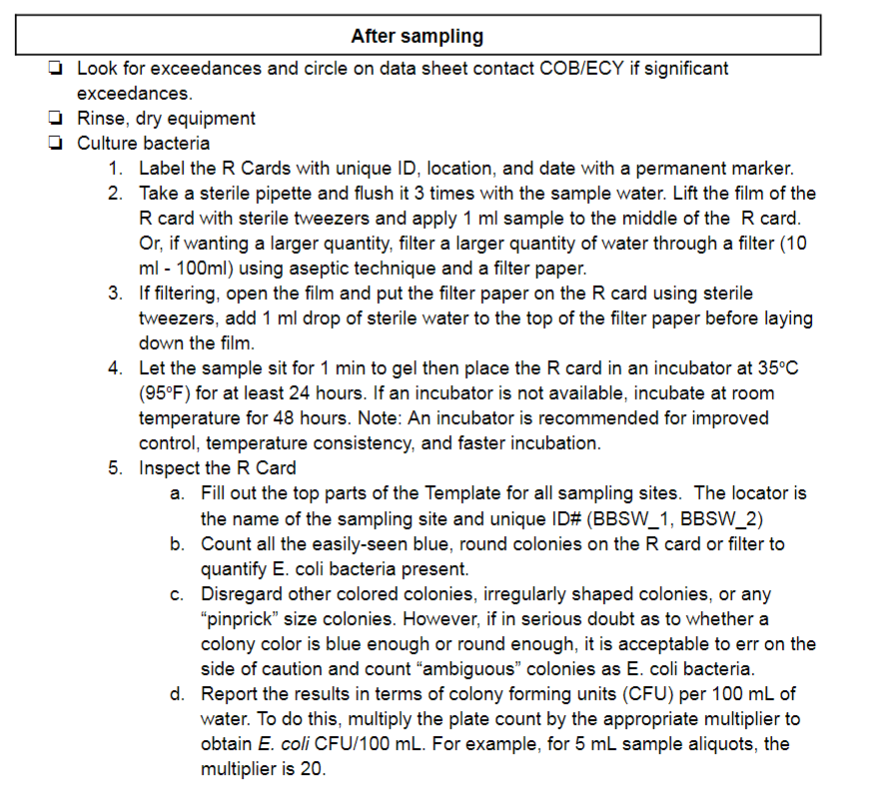 After sampling
❏ Look for exceedances and circle on data sheet contact COB/ECY if significant
exceedances.
❏ Rinse, dry equipment
❏ Culture bacteria
1. Label the R Cards with unique ID, location, and date with a permanent marker.
2. Take a sterile pipette and flush it 3 times with the sample water. Lift the film of the
R card with sterile tweezers and apply 1 ml sample to the middle of the R card.
Or, if wanting a larger quantity, filter a larger quantity of water through a filter (10
ml - 100ml) using aseptic technique and a filter paper.
3. If filtering, open the film and put the filter paper on the R card using sterile
tweezers, add 1 ml drop of sterile water to the top of the filter paper before laying
down the film.
4. Let the sample sit for 1 min to gel then place the R card in an incubator at 35ºC
(95ºF) for at least 24 hours. If an incubator is not available, incubate at room
temperature for 48 hours. Note: An incubator is recommended for improved
control, temperature consistency, and faster incubation.
5. Inspect the R Card
a. Fill out the top parts of the Template for all sampling sites. The locator is
the name of the sampling site and unique ID# (BBSW_1, BBSW_2)
b. Count all the easily-seen blue, round colonies on the R card or filter to
quantify E. coli bacteria present.
c. Disregard other colored colonies, irregularly shaped colonies, or any
“pinprick” size colonies. However, if in serious doubt as to whether a
colony color is blue enough or round enough, it is acceptable to err on the
side of caution and count “ambiguous” colonies as E. coli bacteria.
d. Report the results in terms of colony forming units (CFU) per 100 mL of
water. To do this, multiply the plate count by the appropriate multiplier to
obtain E. coli CFU/100 mL. For example, for 5 mL sample aliquots, the
multiplier is 20.